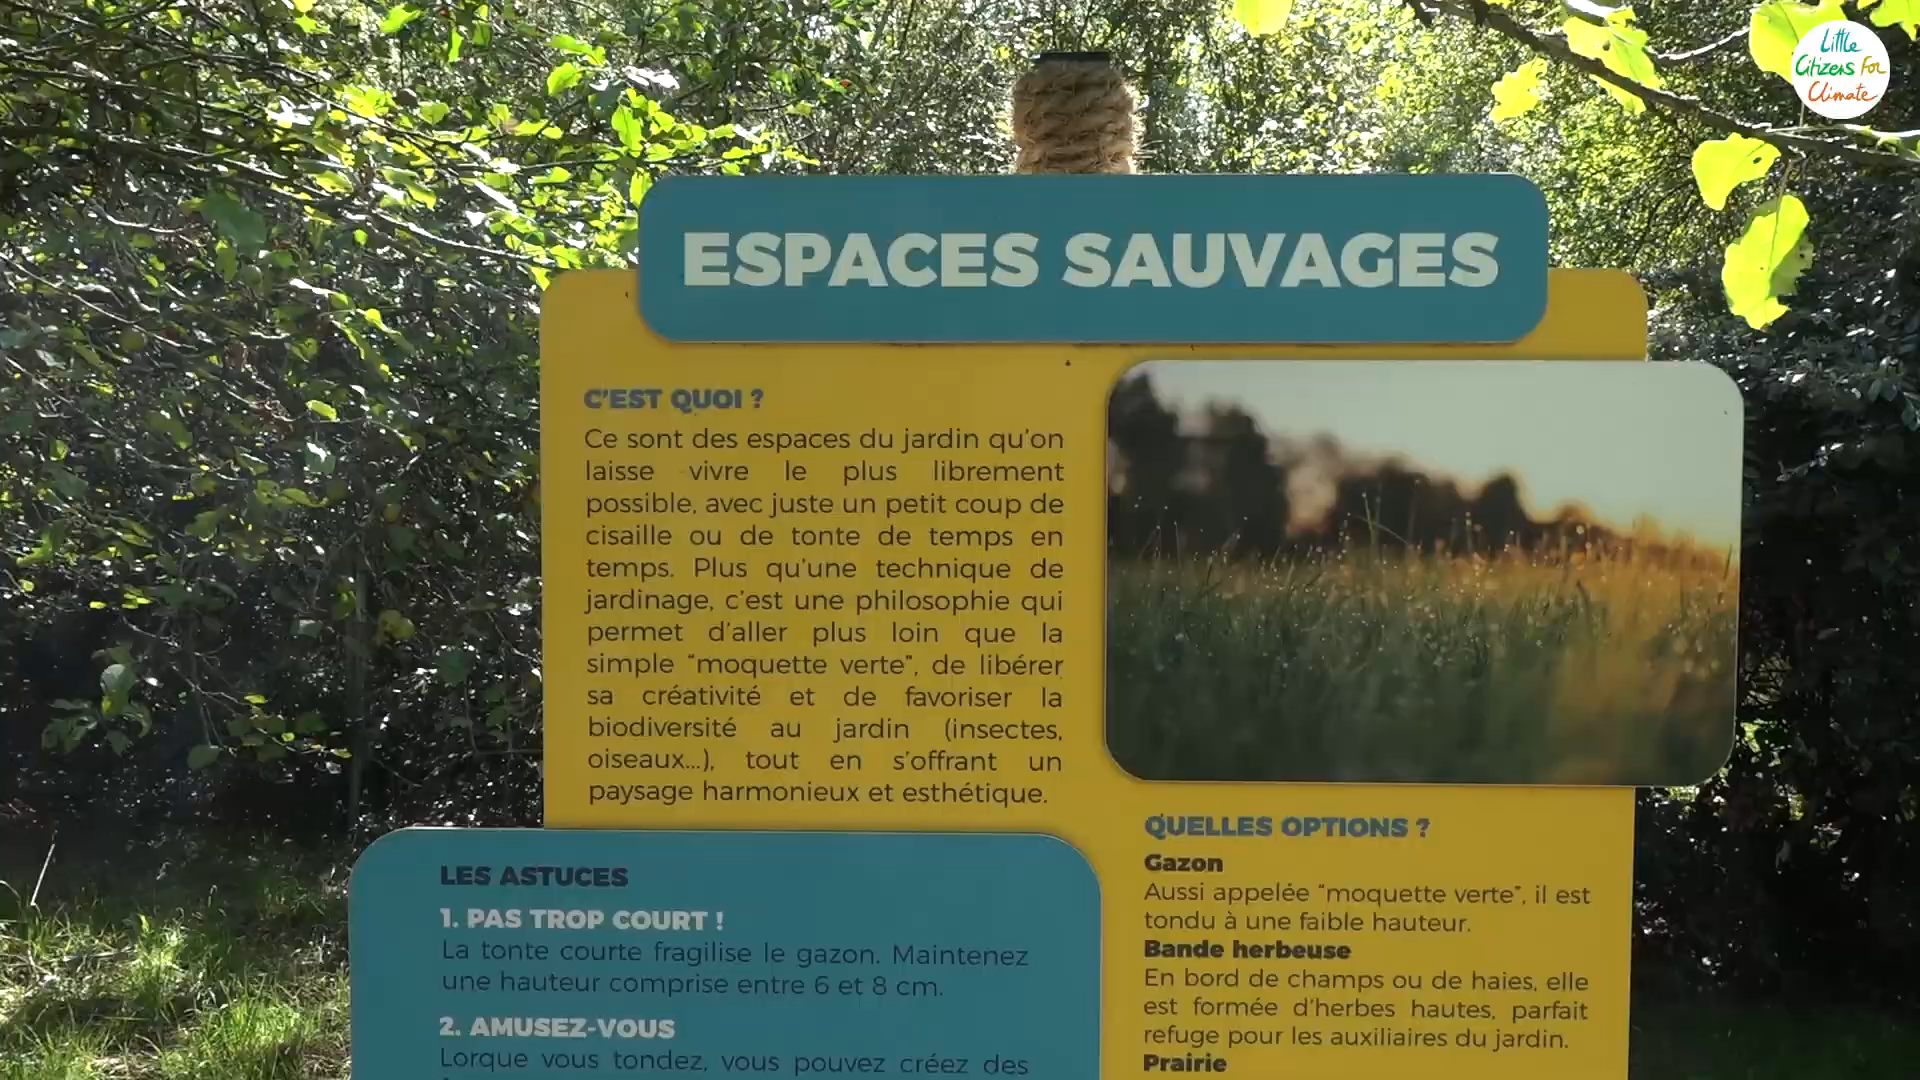 Little
Citizens For
Climate
ESPACES SAUVAGES
C'EST QUOI ?
Ce sont des espaces du jardin qu'on
laisse vivre le plus librement
possible, avec juste un petit coup de
cisaille ou de tonte de temps en
temps. Plus qu'une technique de
jardinage, c'est une philosophie qui
permet d'aller plus loin que la
simple “moquette verte”, de libérer
sa créativité et de favoriser la
biodiversité au jardin (insectes,
oiseaux...), tout en s'offrant un
paysage harmonieux et esthétique.
LES ASTUCES
1. PAS TROP COURT !
La tonte courte fragilise le gazon. Maintenez
une hauteur comprise entre 6 et 8 cm.
2. AMUSEZ-VOUS
Lorque vous tondez, vous pouvez créez des
QUELLES OPTIONS ?
Gazon
Aussi appelée “moquette verte”, il est
tondu à une faible hauteur.
Bande herbeuse
En bord de champs ou de haies, elle
est formée d'herbes hautes, parfait
refuge pour les auxiliaires du jardin.
Prairie